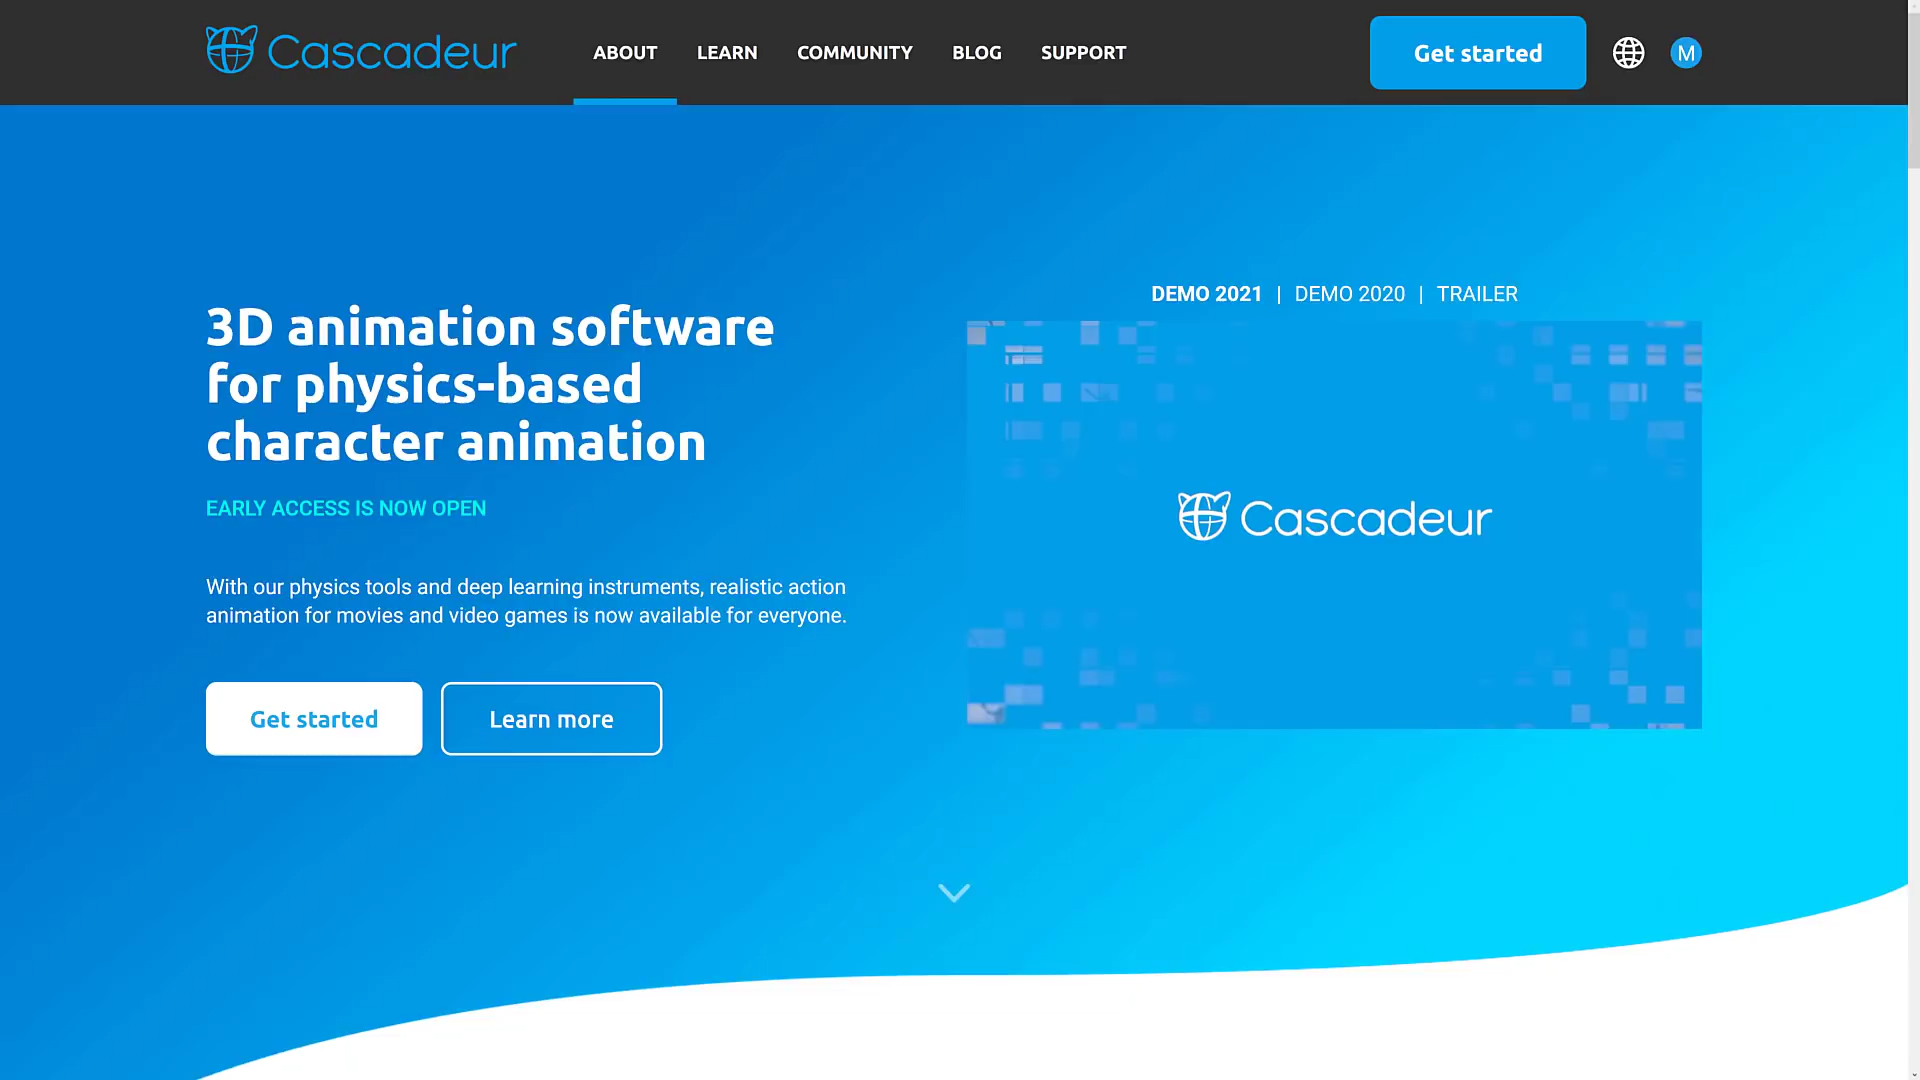 Cascadeur
ABOUT LEARN COMMUNITY BLOG SUPPORT
Get started
M
3D animation software
for physics-based
character animation
EARLY ACCESS IS NOW OPEN
With our physics tools and deep learning instruments, realistic action
animation for movies and video games is now available for everyone.
Get started
Learn more
DEMO 2021 | DEMO 2020 | TRAILER
Cascadeur